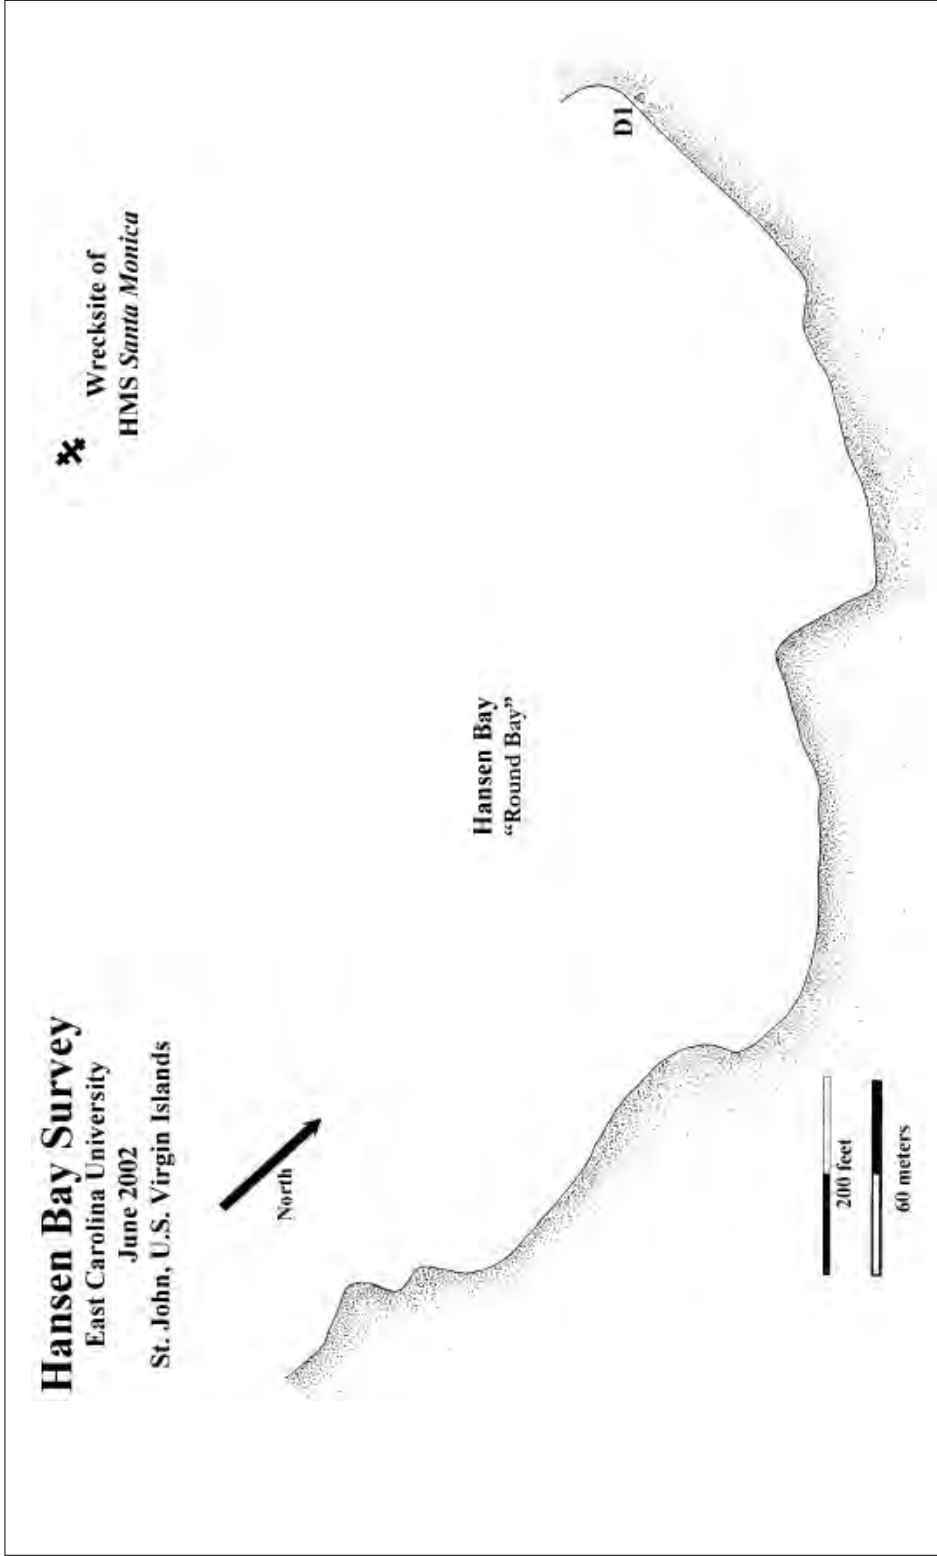 Hansen Bay Survey
East Carolina University
June 2002
St. John, U.S. Virgin Islands
North
Wrecksite of
HMS Santa Monica
Hansen Bay
“Round Bay”
D1
200 feet
60 meters